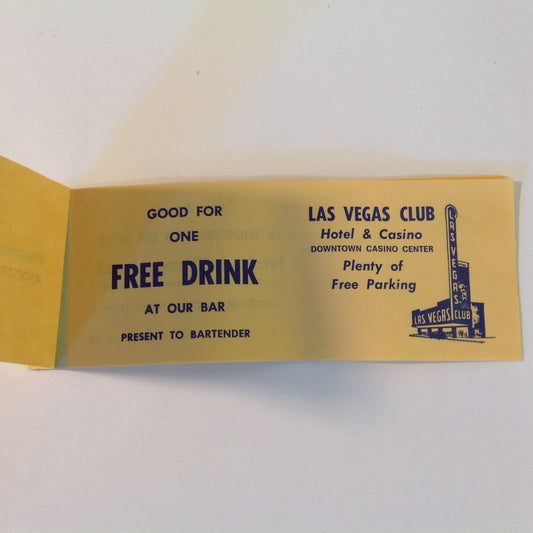 GOOD FOR
ONE
FREE DRINK
AT OUR BAR
PRESENT TO BARTENDER
LAS VEGAS CLUB
Hotel & Casino
DOWNTOWN CASINO CENTER
Plenty of
Free Parking
LAS VEGAS
LAS VEGAS CLUB